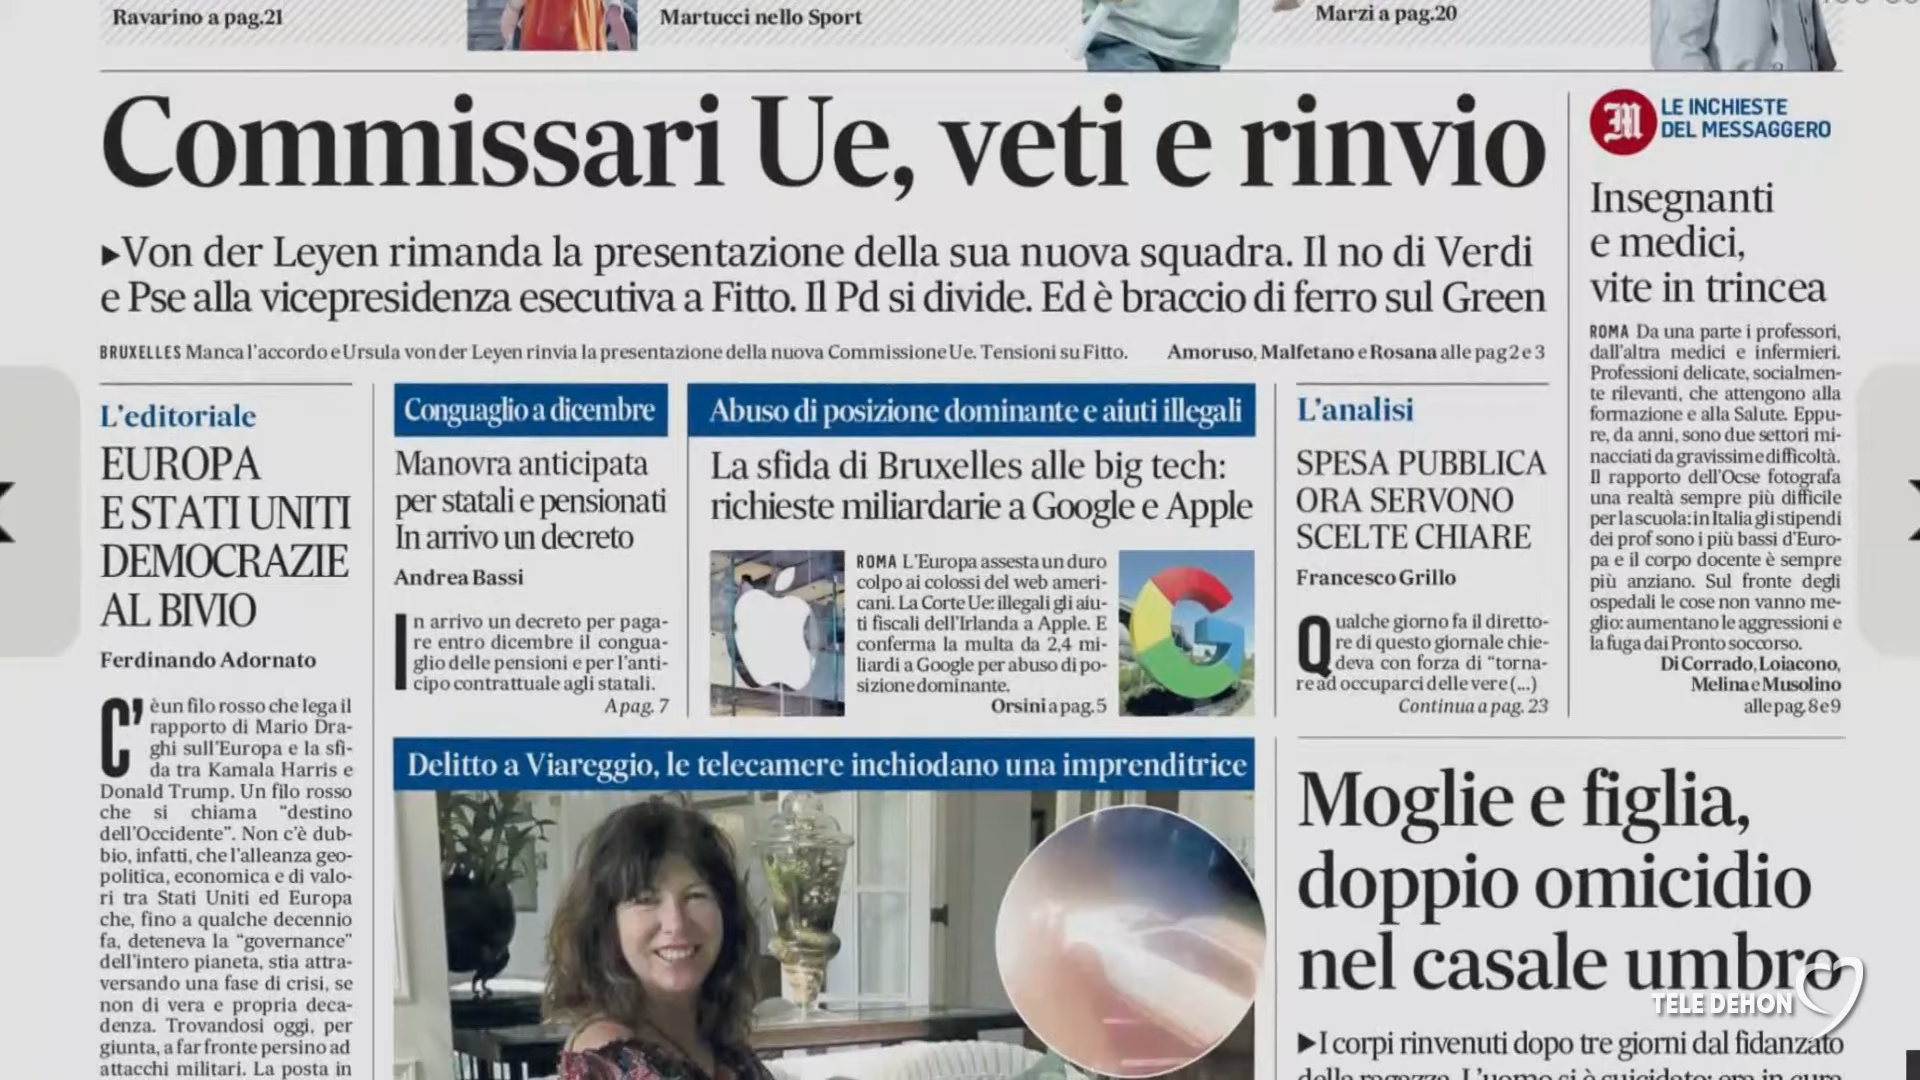 Ravarino a pag.21
Martucci nello Sport
Marzi a pag.20
Commissari Ue, veti e rinvio
▶Von der Leyen rimanda la presentazione della sua nuova squadra. Il no di Verdi
e Pse alla vicepresidenza esecutiva a Fitto. Il Pd si divide. Ed è braccio di ferro sul Green
BRUXELLES Manca l'accordo e Ursula von der Leyen rinvia la presentazione della nuova Commissione Ue. Tensioni su Fitto. Amoruso, Malfetano e Rosana alle pag 2 e 3
L'editoriale
EUROPA
E STATI UNITI
DEMOCRAZIE
AL BIVIO
Ferdinando Adornato
C'è un filo rosso che lega il
rapporto di Mario Dra-
ghi sull'Europa e la sfi-
da tra Kamala Harris e
Donald Trump. Un filo rosso
che si chiama "destino
dell'Occidente". Non c'è dub-
bio, infatti, che l'alleanza geo-
politica, economica e di valo-
ri tra Stati Uniti ed Europa
che, fino a qualche decennio
fa, deteneva la "governance"
dell'intero pianeta, stia attra-
versando una fase di crisi, se
non di vera e propria deca-
denza. Trovandosi oggi, per
giunta, a far fronte persino ad
attacchi militari. La posta in
Conguaglio a dicembre
Manovra anticipata
per statali e pensionati
In arrivo un decreto
Andrea Bassi
In arrivo un decreto per paga-
re entro dicembre il congua-
glio delle pensioni e per l'anti-
cipo contrattuale agli statali.
A pag. 7
Abuso di posizione dominante e aiuti illegali
La sfida di Bruxelles alle big tech:
richieste miliardarie a Google e Apple
ROMA L'Europa assesta un duro
colpo ai colossi del web ameri-
cani. La Corte Ue: illegali gli aiu-
ti fiscali dell'Irlanda a Apple. E
conferma la multa da 2,4 mi-
liardi a Google per abuso di po-
sizione dominante.
Orsini a pag. 5
L'analisi
SPESA PUBBLICA
ORA SERVONO
SCELTE CHIARE
Francesco Grillo
Qualche giorno fa il diretto-
re di questo giornale chie-
deva con forza di "torna-
re ad occuparci delle vere (...)
Continua a pag. 23
M LE INCHIESTE
DEL MESSAGGERO
Insegnanti
e medici,
vite in trincea
ROMA Da una parte i professori,
dall'altra medici e infermieri.
Professioni delicate, socialmen-
te rilevanti, che attengono alla
formazione e alla Salute. Eppu-
re, da anni, sono due settori mi-
nacciati da gravissime difficoltà.
Il rapporto dell'Ocse fotografa
una realtà sempre più difficile
per la scuola: in Italia gli stipendi
dei prof sono i più bassi d'Euro-
pa e il corpo docente è sempre
più anziano. Sul fronte degli
ospedali le cose non vanno me-
glio: aumentano le aggressioni e
la fuga dai Pronto soccorso.
Di Corrado, Loiacono,
Melina e Musolino
alle pag. 8 e 9
Delitto a Viareggio, le telecamere inchiodano una imprenditrice
Moglie e figlia,
doppio omicidio
nel casale umbro
▶I corpi rinvenuti dopo tre giorni dal fidanzato
della ragazza. L'uomo si è suicidato: era in cura
TELE DEHON